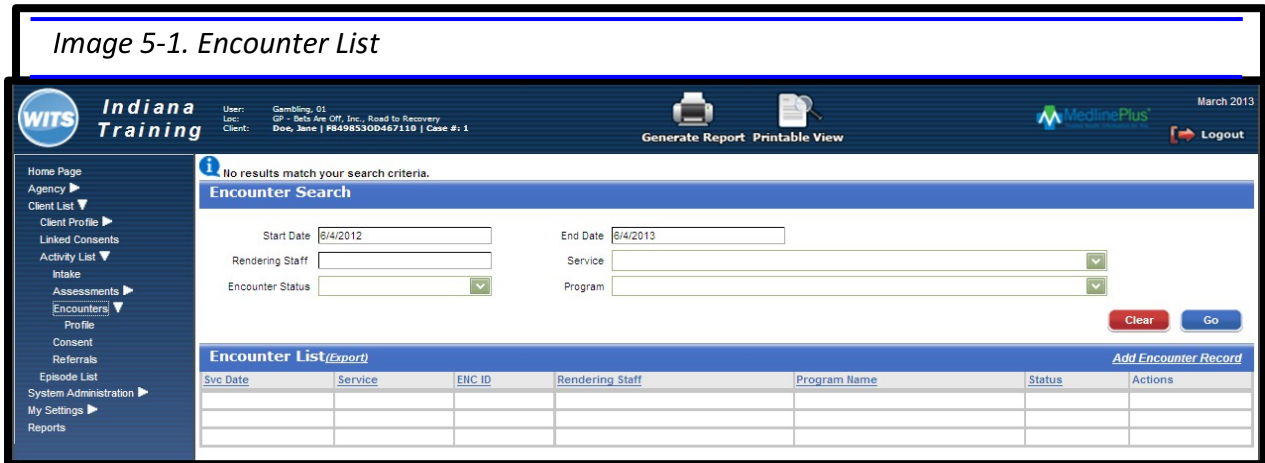 Image 5-1. Encounter List
WITS
Indiana
Training
User: Gambling, 01
Loc: GP - Bets Are Off, Inc., Road to Recovery
Client: Doe, Jane | F849853OD467110 | Case #: 1
Generate Report Printable View
MedlinePlus
March 2013
Logout
Home Page
Agency
Client List
Client Profile
Linked Consents
Activity List
Intake
Assessments
Encounters
Profile
Consent
Referrals
Episode List
System Administration
My Settings
Reports
No results match your search criteria.
Encounter Search
Start Date 6/4/2012 End Date 6/4/2013
Rendering Staff Service
Encounter Status Program
Clear Go
Encounter List(Export) Add Encounter Record
Svc Date Service ENC ID Rendering Staff Program Name Status Actions